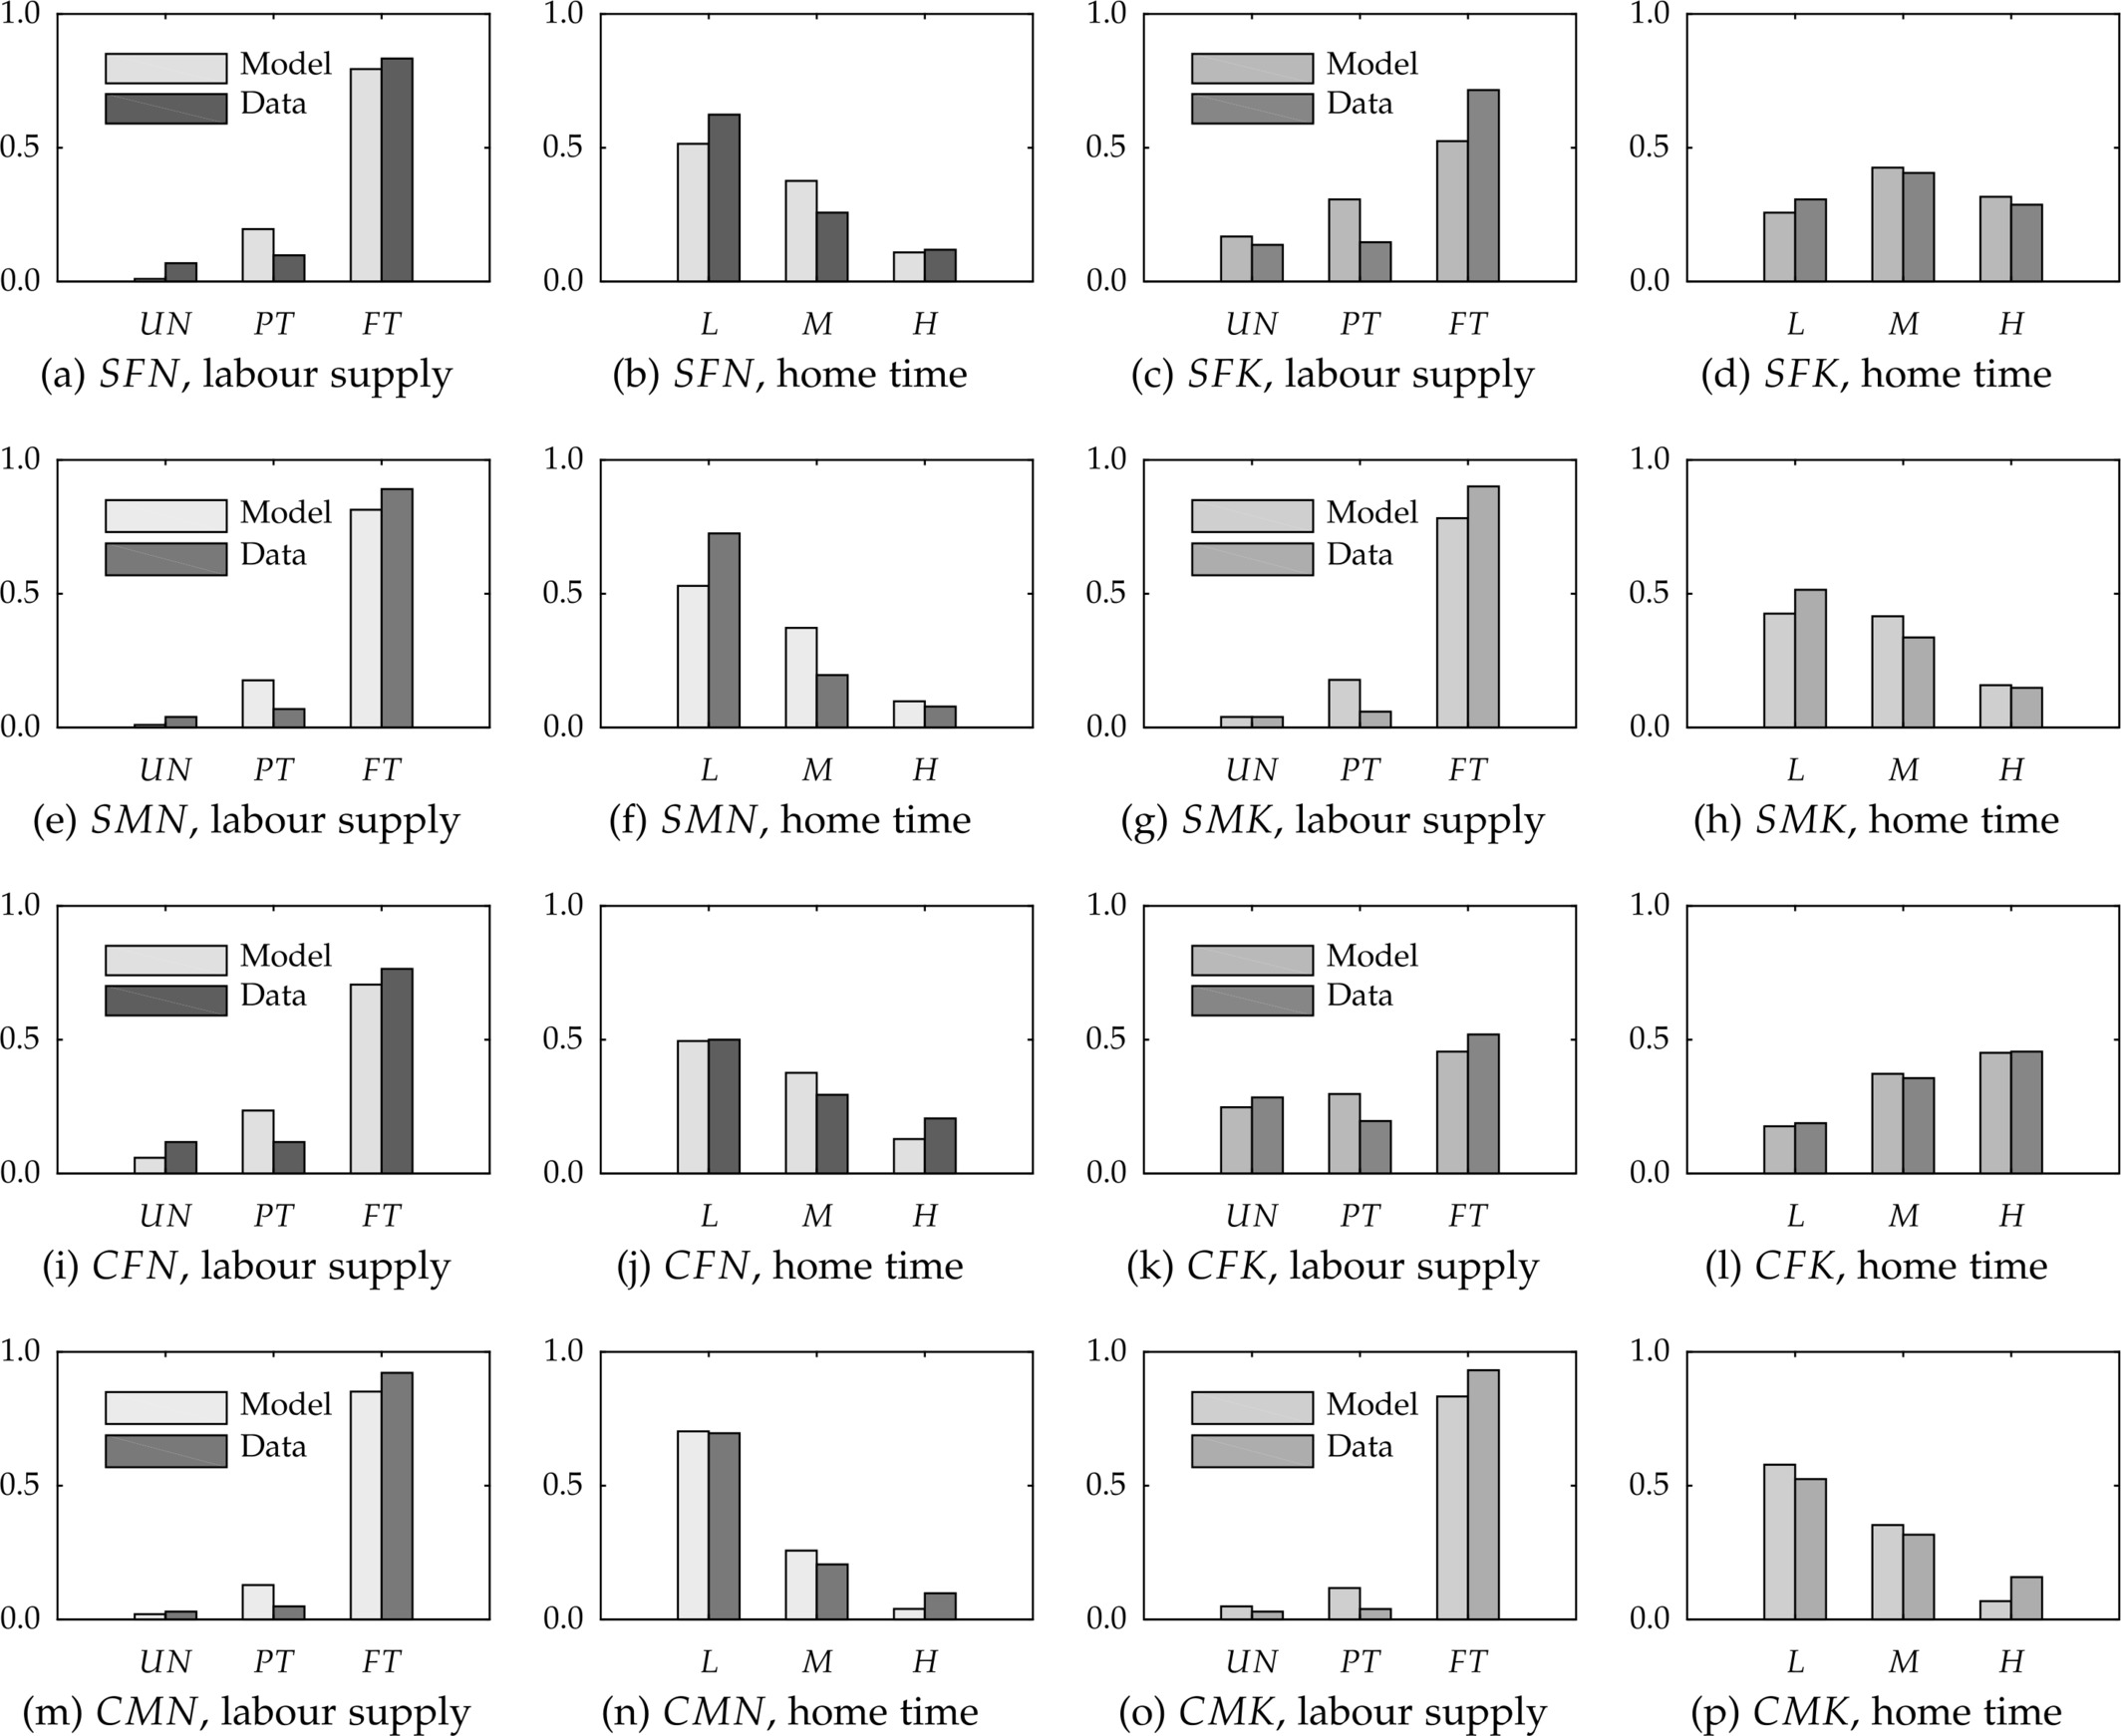 1.0 1.0 1.0 1.0
Model Model
Data Data
0.5 0.5 0.5 0.5
0.0 0.0 0.0 0.0
UN PT FT L M H UN PT FT L M H
(a) SFN, labour supply (b) SFN, home time (c) SFK, labour supply (d) SFK, home time
1.0 1.0 1.0 1.0
Model Model
Data Data
0.5 0.5 0.5 0.5
0.0 0.0 0.0 0.0
UN PT FT L M H UN PT FT L M H
(e) SMN, labour supply (f) SMN, home time (g) SMK, labour supply (h) SMK, home time
1.0 1.0 1.0 1.0
Model Model
Data Data
0.5 0.5 0.5 0.5
0.0 0.0 0.0 0.0
UN PT FT L M H UN PT FT L M H
(i) CFN, labour supply (j) CFN, home time (k) CFK, labour supply (l) CFK, home time
1.0 1.0 1.0 1.0
Model Model
Data Data
0.5 0.5 0.5 0.5
0.0 0.0 0.0 0.0
UN PT FT L M H UN PT FT L M H
(m) CMN, labour supply (n) CMN, home time (o) CMK, labour supply (p) CMK, home time